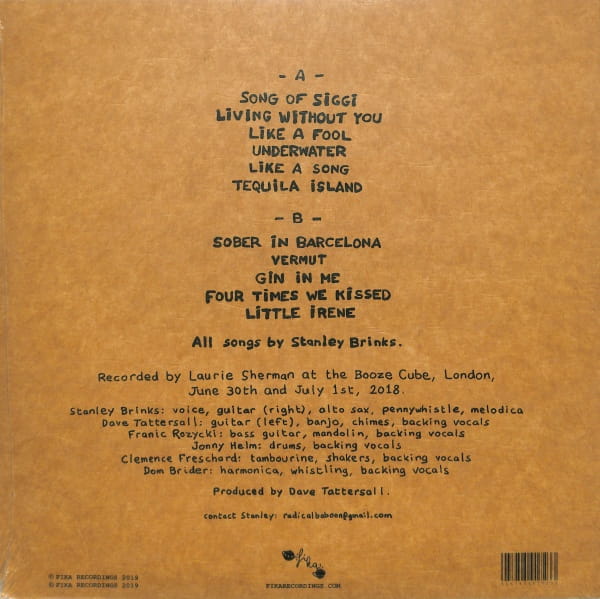 - A -
SONG OF SIGGI
LIVING WITHOUT YOU
LIKE A FOOL
UNDERWATER
LIKE A SONG
TEQUILA ISLAND
- B -
SOBER IN BARCELONA
VERMUT
GIN IN ME
FOUR TIMES WE KISSED
LITTLE IRENE
All songs by Stanley Brinks.
Recorded by Laurie Sherman at the Booze Cube, London,
June 30th and July 1st, 2018.
Stanley Brinks: voice, guitar (right), alto sax, pennywhistle, melodica
Dave Tattersall: guitar (left), banjo, chimes, backing vocals
Franic Rozycki: bass guitar, mandolin, backing vocals
Jonny Helm: drums, backing vocals
Clemence Freschard: tambourine, shakers, backing vocals
Dom Brider: harmonica, whistling, backing vocals
Produced by Dave Tattersall.
contact Stanley: radicalbaboon@gmail.com
fika
℗ FIKA RECORDINGS 2019
© FIKA RECORDINGS 2019
FIKARECORDINGS.COM